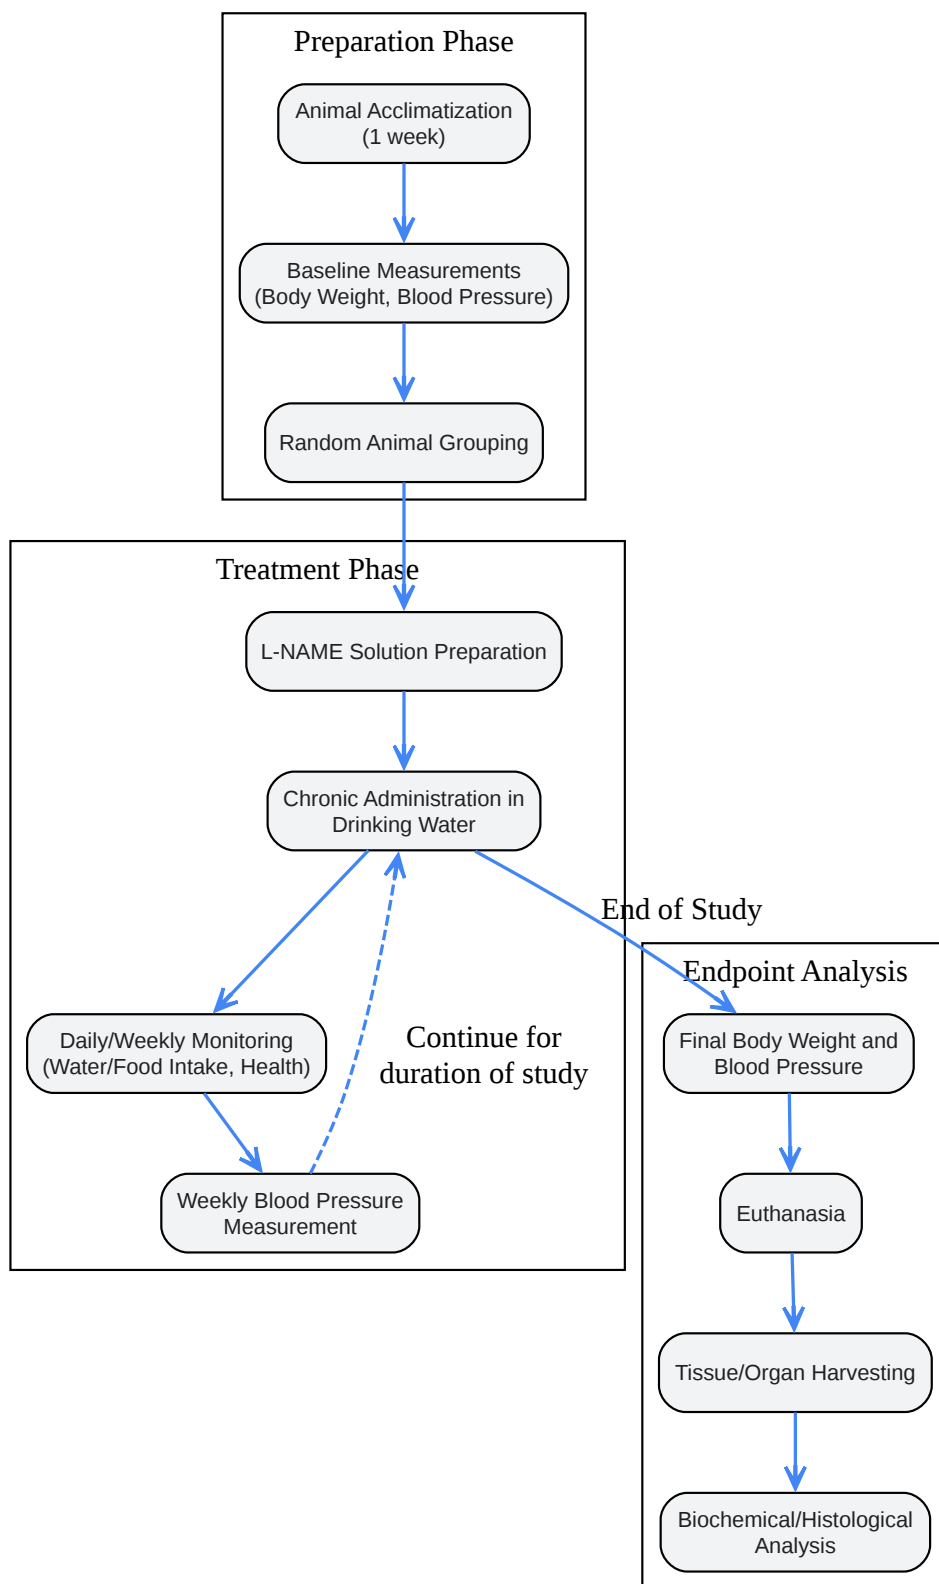 Preparation Phase
Animal Acclimatization
(1 week)
Baseline Measurements
(Body Weight, Blood Pressure)
Random Animal Grouping
Treatment Phase
L-NAME Solution Preparation
Chronic Administration in
Drinking Water
End of Study
Daily/Weekly Monitoring
(Water/Food Intake, Health)
Continue for
duration of study
Weekly Blood Pressure
Measurement
Endpoint Analysis
Final Body Weight and
Blood Pressure
Euthanasia
Tissue/Organ Harvesting
Biochemical/Histological
Analysis